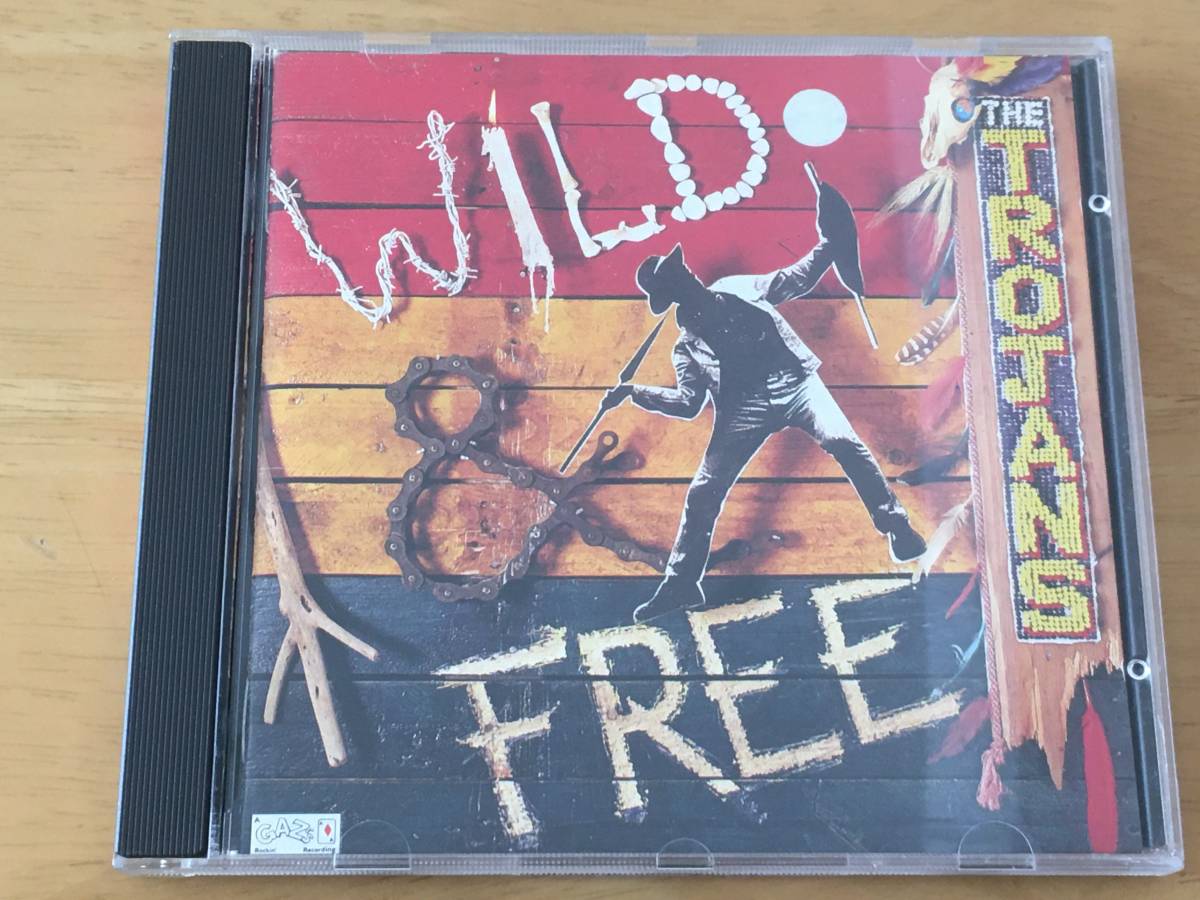 WILD
&
FREE
THE
TROJANS
A
GAZ's
Rockin'
Recording
A